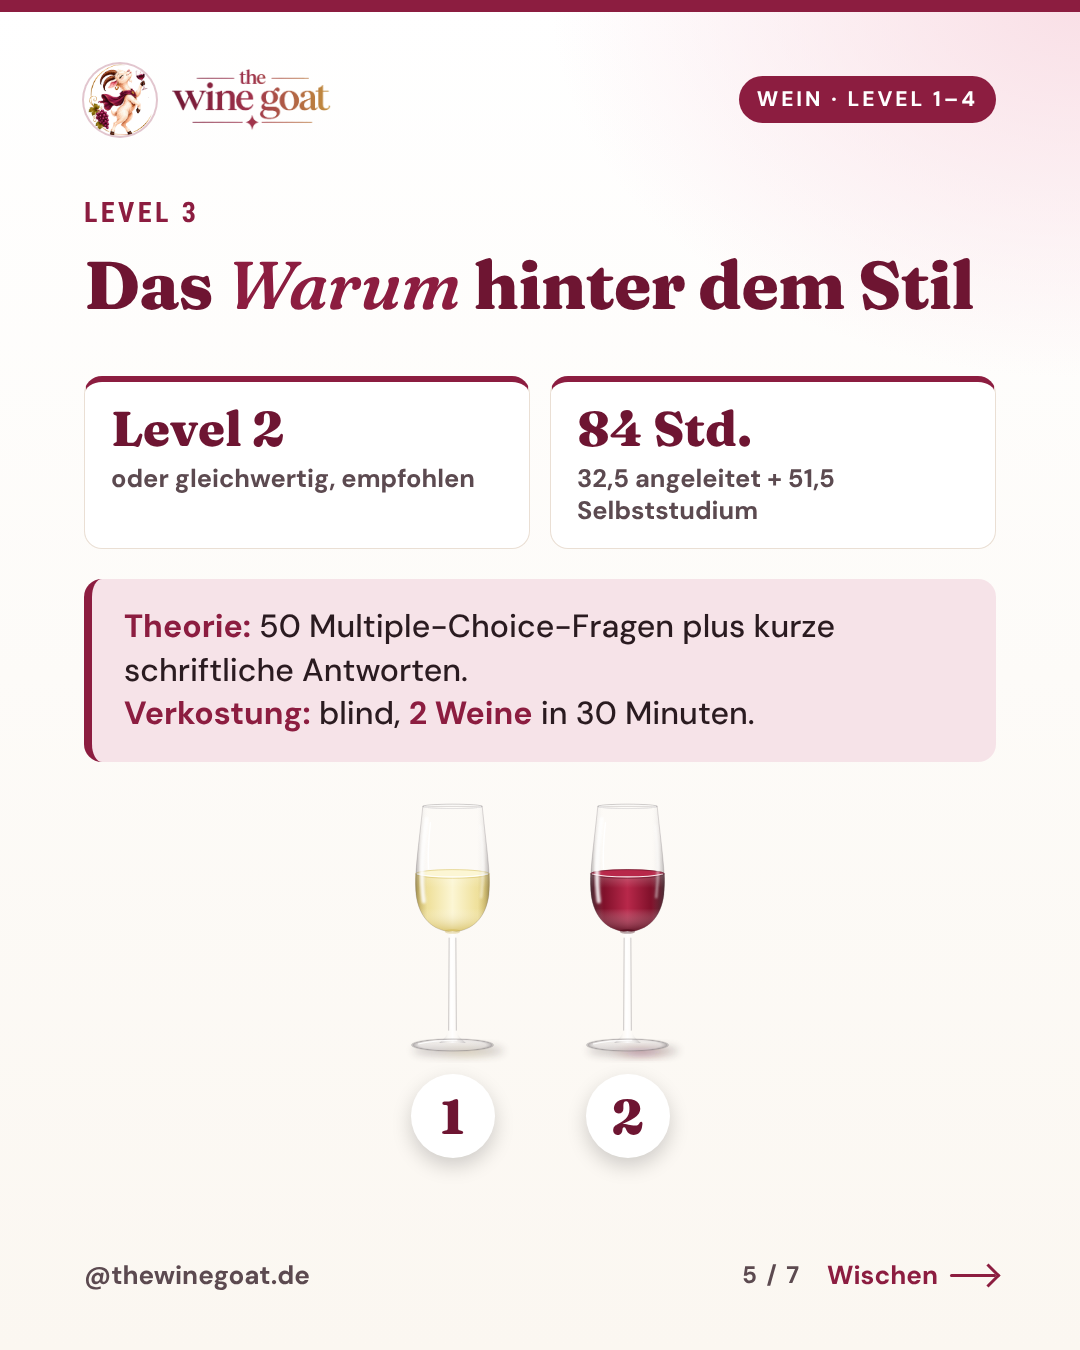 the
wine goat
WEIN · LEVEL 1–4
LEVEL 3
Das Warum hinter dem Stil
Level 2
oder gleichwertig, empfohlen
84 Std.
32,5 angeleitet + 51,5
Selbststudium
Theorie: 50 Multiple-Choice-Fragen plus kurze
schriftliche Antworten.
Verkostung: blind, 2 Weine in 30 Minuten.
1
2
@thewinegoat.de
5 / 7 Wischen